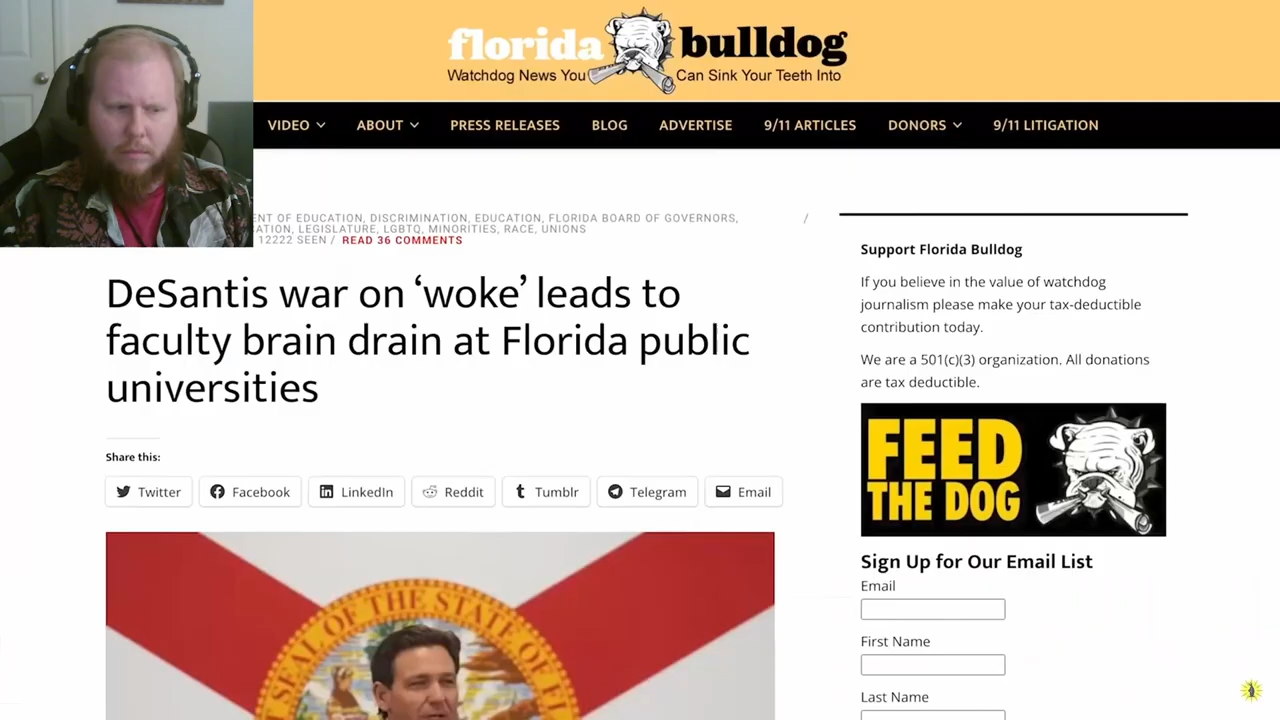 florida bulldog
Watchdog News You Can Sink Your Teeth Into
VIDEO ABOUT PRESS RELEASES BLOG ADVERTISE 9/11 ARTICLES DONORS 9/11 LITIGATION
ENT OF EDUCATION, DISCRIMINATION, EDUCATION, FLORIDA BOARD OF GOVERNORS, /
ATION, LEGISLATURE, LGBTQ, MINORITIES, RACE, UNIONS
12222 SEEN / READ 36 COMMENTS
DeSantis war on ‘woke’ leads to
faculty brain drain at Florida public
universities
Share this:
Twitter Facebook LinkedIn Reddit Tumblr Telegram Email
SEAL OF THE STATE OF F
Support Florida Bulldog
If you believe in the value of watchdog
journalism please make your tax-deductible
contribution today.
We are a 501(c)(3) organization. All donations
are tax deductible.
FEED
THE DOG
Sign Up for Our Email List
Email
First Name
Last Name